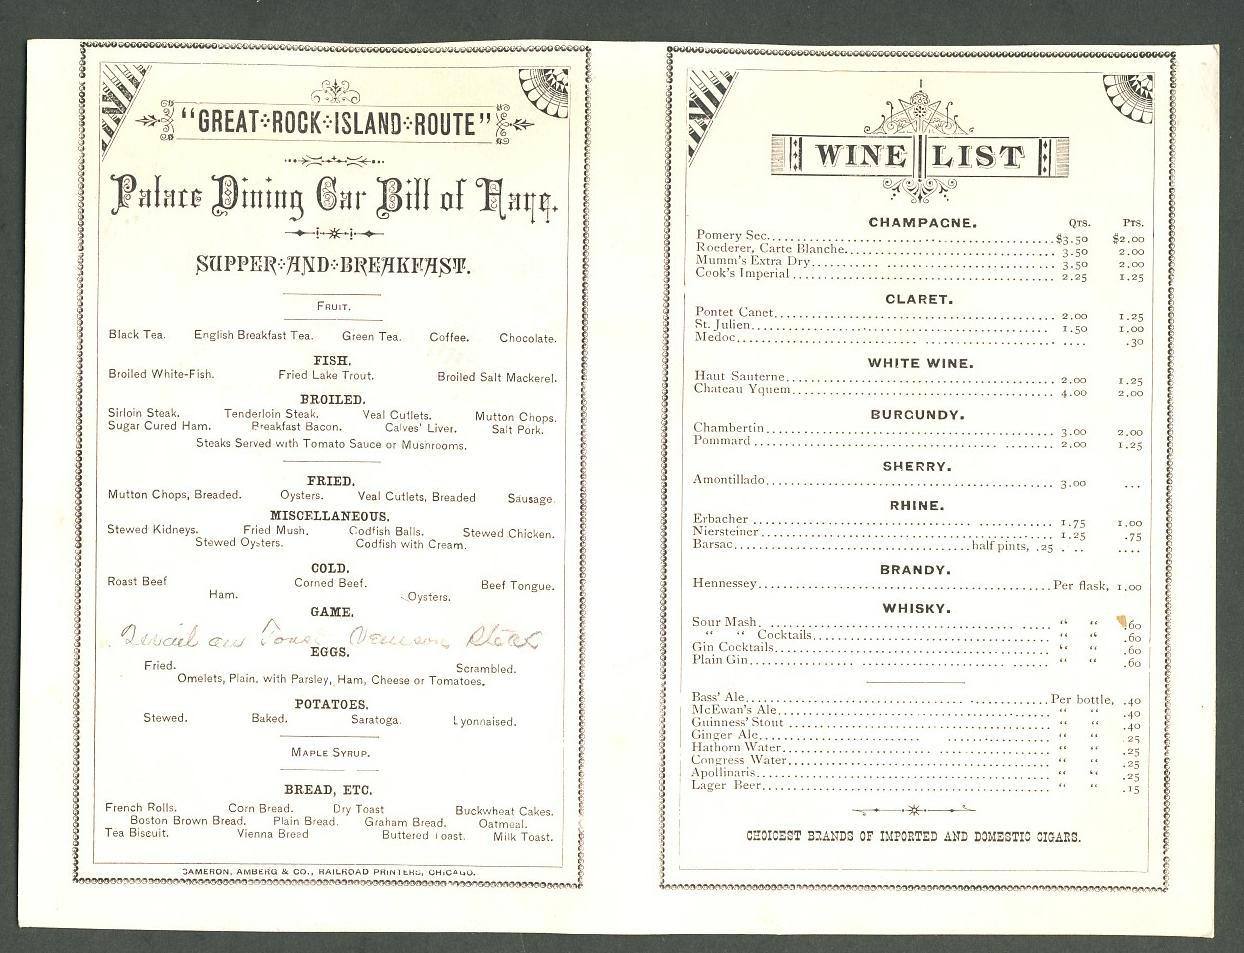 "GREAT ROCK ISLAND ROUTE"
Palace Dining Car Bill of Fare.
SUPPER AND BREAKFAST.
FRUIT.
Black Tea. English Breakfast Tea. Green Tea. Coffee. Chocolate.
FISH.
Broiled White-Fish. Fried Lake Trout. Broiled Salt Mackerel.
BROILED.
Sirloin Steak. Tenderloin Steak. Veal Cutlets. Mutton Chops.
Sugar Cured Ham. Breakfast Bacon. Calves' Liver. Salt Pork.
Steaks Served with Tomato Sauce or Mushrooms.
FRIED.
Mutton Chops, Breaded. Oysters. Veal Cutlets, Breaded Sausage.
MISCELLANEOUS.
Stewed Kidneys. Fried Mush. Codfish Balls. Stewed Chicken.
Stewed Oysters. Codfish with Cream.
COLD.
Roast Beef Corned Beef. Beef Tongue.
Ham. Oysters.
GAME.
Quail on Toast Venison Steak
EGGS.
Fried. Scrambled.
Omelets, Plain, with Parsley, Ham, Cheese or Tomatoes.
POTATOES.
Stewed. Baked. Saratoga. Lyonnaised.
MAPLE SYRUP.
BREAD, ETC.
French Rolls. Corn Bread. Dry Toast Buckwheat Cakes.
Boston Brown Bread. Plain Bread. Graham Bread. Oatmeal.
Tea Biscuit. Vienna Bread Buttered Toast. Milk Toast.
CAMERON, AMBERG & CO., RAILROAD PRINTERS, CHICAGO.
WINE LIST
CHAMPAGNE. QTS. PTS.
Pomery Sec. $3.50 $2.00
Roederer, Carte Blanche. 3.50 2.00
Mumm's Extra Dry. 3.50 2.00
Cook's Imperial 2.25 1.25
CLARET.
Pontet Canet. 2.00 1.25
St. Julien. 1.50 1.00
Medoc. .... .30
WHITE WINE.
Haut Sauterne. 2.00 1.25
Chateau Yquem. 4.00 2.00
BURGUNDY.
Chambertin. 3.00 2.00
Pommard 2.00 1.25
SHERRY.
Amontillado. 3.00 ...
RHINE.
Erbacher 1.75 1.00
Niersteiner 1.25 .75
Barsac. half pints, .25 .... ....
BRANDY.
Hennessey. Per flask, 1.00
WHISKY.
Sour Mash. " " .60
" " Cocktails. " " .60
Gin Cocktails. " " .60
Plain Gin. " " .60
Bass' Ale. Per bottle, .40
McEwan's Ale. " " .40
Guinness' Stout " " .40
Ginger Ale. " " .25
Hathorn Water. " " .25
Congress Water. " " .25
Apollinaris. " " .25
Lager Beer. " " .15
CHOICEST BRANDS OF IMPORTED AND DOMESTIC CIGARS.